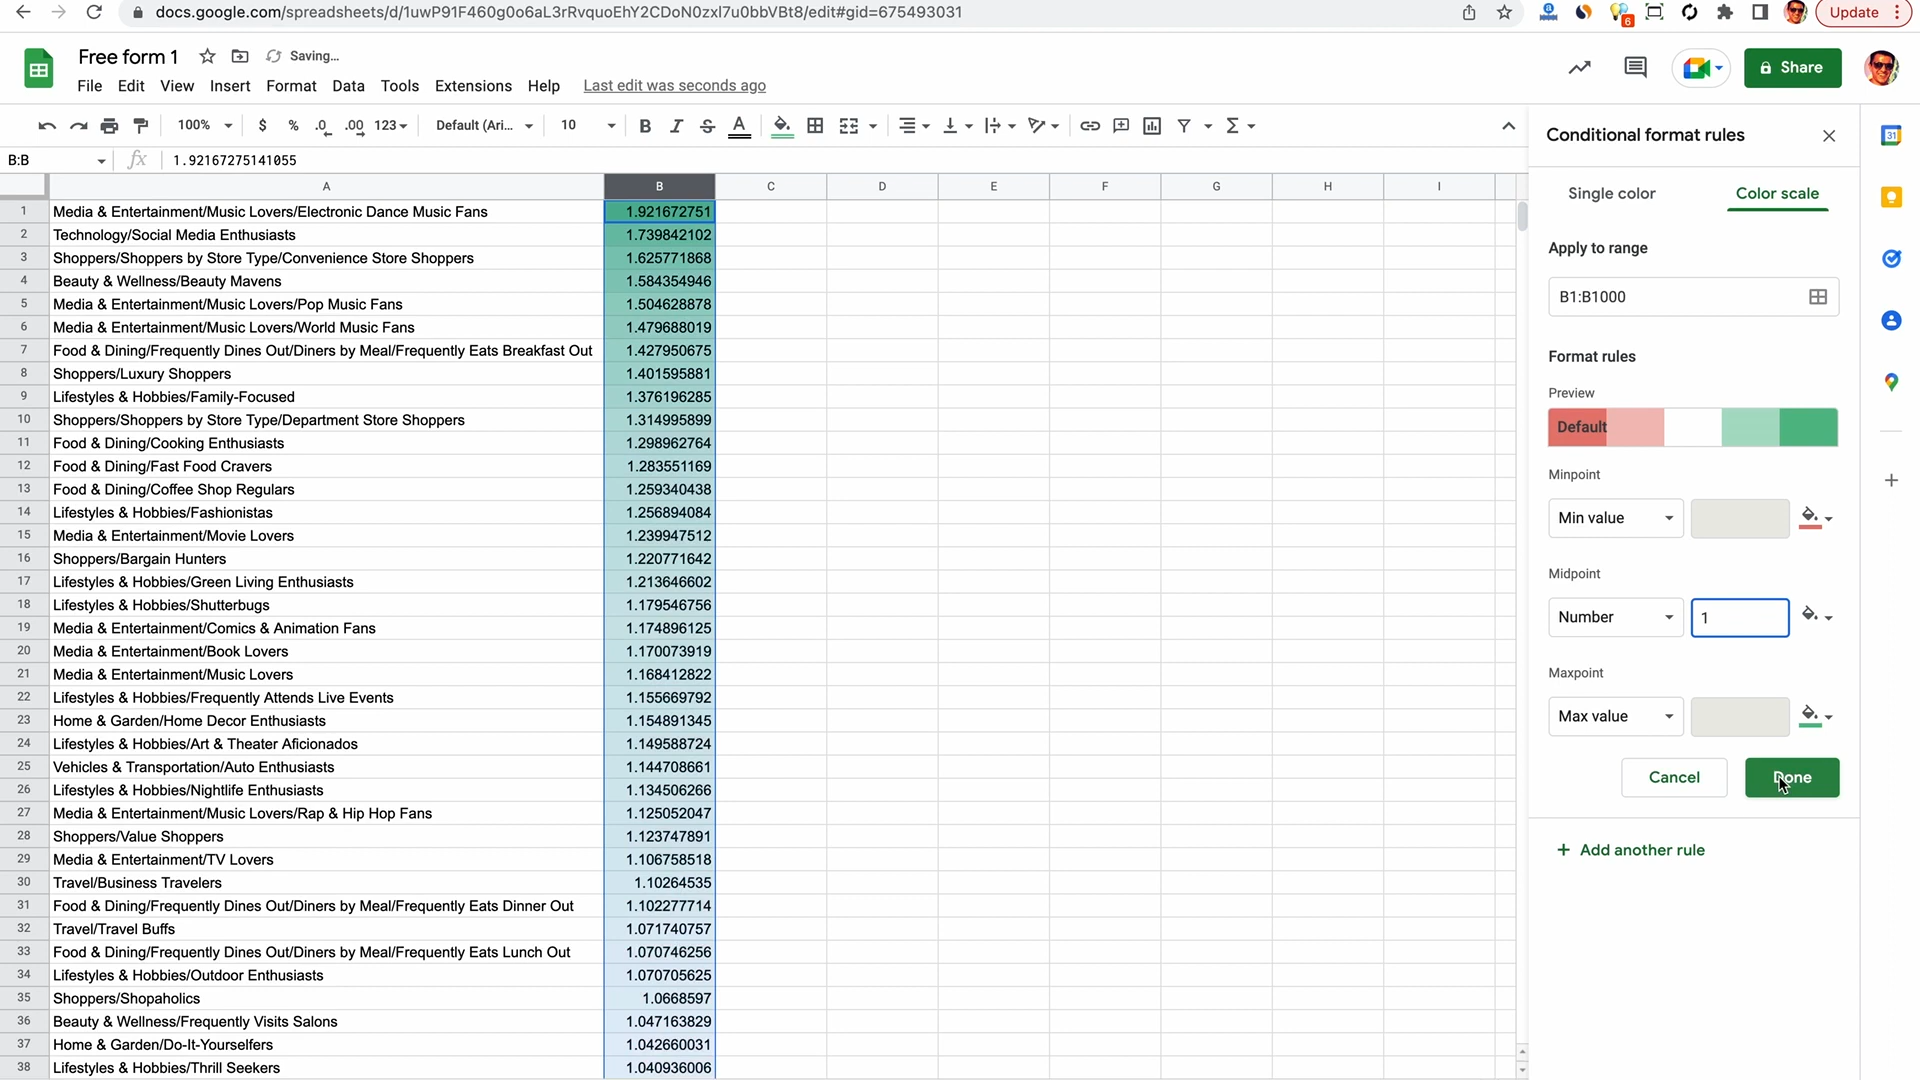 docs.google.com/spreadsheets/d/1uwP91F460g0o6aL3rRvquoEhY2CDoN0zxl7u0bbVBt8/edit#gid=675493031
6
Update
Free form 1
Saving...
File Edit View Insert Format Data Tools Extensions Help Last edit was seconds ago
Share
100% $ % .0 .00 123 Default (Ari... 10 B I S A Σ
B:B fx 1.92167275141055
A B C D E F G H I
1 Media & Entertainment/Music Lovers/Electronic Dance Music Fans 1.921672751
2 Technology/Social Media Enthusiasts 1.739842102
3 Shoppers/Shoppers by Store Type/Convenience Store Shoppers 1.625771868
4 Beauty & Wellness/Beauty Mavens 1.584354946
5 Media & Entertainment/Music Lovers/Pop Music Fans 1.504628878
6 Media & Entertainment/Music Lovers/World Music Fans 1.479688019
7 Food & Dining/Frequently Dines Out/Diners by Meal/Frequently Eats Breakfast Out 1.427950675
8 Shoppers/Luxury Shoppers 1.401595881
9 Lifestyles & Hobbies/Family-Focused 1.376196285
10 Shoppers/Shoppers by Store Type/Department Store Shoppers 1.314995899
11 Food & Dining/Cooking Enthusiasts 1.298962764
12 Food & Dining/Fast Food Cravers 1.283551169
13 Food & Dining/Coffee Shop Regulars 1.259340438
14 Lifestyles & Hobbies/Fashionistas 1.256894084
15 Media & Entertainment/Movie Lovers 1.239947512
16 Shoppers/Bargain Hunters 1.220771642
17 Lifestyles & Hobbies/Green Living Enthusiasts 1.213646602
18 Lifestyles & Hobbies/Shutterbugs 1.179546756
19 Media & Entertainment/Comics & Animation Fans 1.174896125
20 Media & Entertainment/Book Lovers 1.170073919
21 Media & Entertainment/Music Lovers 1.168412822
22 Lifestyles & Hobbies/Frequently Attends Live Events 1.155669792
23 Home & Garden/Home Decor Enthusiasts 1.154891345
24 Lifestyles & Hobbies/Art & Theater Aficionados 1.149588724
25 Vehicles & Transportation/Auto Enthusiasts 1.144708661
26 Lifestyles & Hobbies/Nightlife Enthusiasts 1.134506266
27 Media & Entertainment/Music Lovers/Rap & Hip Hop Fans 1.125052047
28 Shoppers/Value Shoppers 1.123747891
29 Media & Entertainment/TV Lovers 1.106758518
30 Travel/Business Travelers 1.10264535
31 Food & Dining/Frequently Dines Out/Diners by Meal/Frequently Eats Dinner Out 1.102277714
32 Travel/Travel Buffs 1.071740757
33 Food & Dining/Frequently Dines Out/Diners by Meal/Frequently Eats Lunch Out 1.070746256
34 Lifestyles & Hobbies/Outdoor Enthusiasts 1.070705625
35 Shoppers/Shopaholics 1.0668597
36 Beauty & Wellness/Frequently Visits Salons 1.047163829
37 Home & Garden/Do-It-Yourselfers 1.042660031
38 Lifestyles & Hobbies/Thrill Seekers 1.040936006
Conditional format rules
Single color Color scale
Apply to range
B1:B1000
Format rules
Preview
Default
Minpoint
Min value
Midpoint
Number 1
Maxpoint
Max value
Cancel Done
+ Add another rule
31